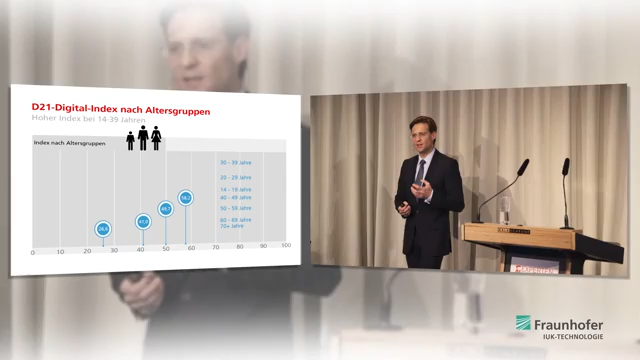 D21-Digital-Index nach Altersgruppen
Hoher Index bei 14-39 Jahren
Index nach Altersgruppen
30 - 39 Jahre
20 - 29 Jahre
14 - 19 Jahre
40 - 49 Jahre
50 - 59 Jahre
60 - 69 Jahre
70+ Jahre
0 10 20 30 40 50 60 70 80 90 100
EXPERTEN
Fraunhofer
IUK-TECHNOLOGIE